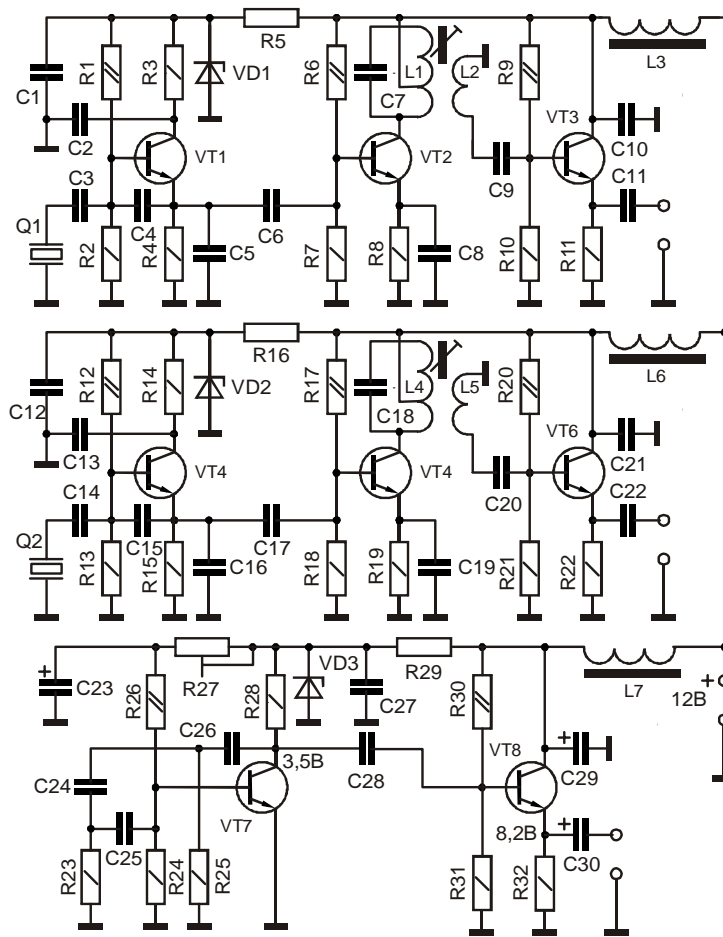 R5
L3
R1
R3
R6
L1
L2
R9
C1
VD1
C7
C2
VT1
VT2
VT3
C10
C3
C9
C11
Q1
R2
C4
R4
C5
C6
R7
R8
C8
R10
R11
R16
L6
R12
R14
R17
L4
L5
R20
C12
VD2
C18
C13
VT4
VT4
VT6
C21
C14
C20
C22
Q2
R13
C15
R15
C16
C17
R18
R19
C19
R21
R22
C23
R27
VD3
R29
L7
12В
+
+
R26
R28
C27
R30
C26
3,5В
VT8
+
C24
C28
C29
VT7
8,2В
+
C25
C30
R23
R24
R25
R31
R32